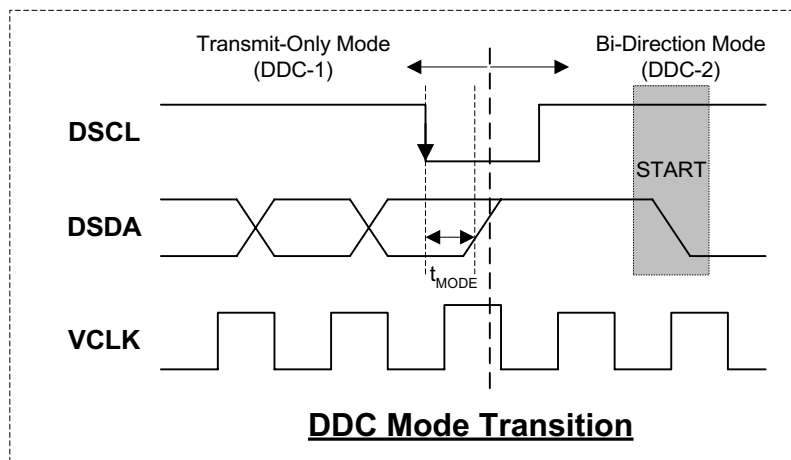 Transmit-Only Mode
(DDC-1)
Bi-Direction Mode
(DDC-2)
DSCL
START
DSDA
tMODE
VCLK
DDC Mode Transition